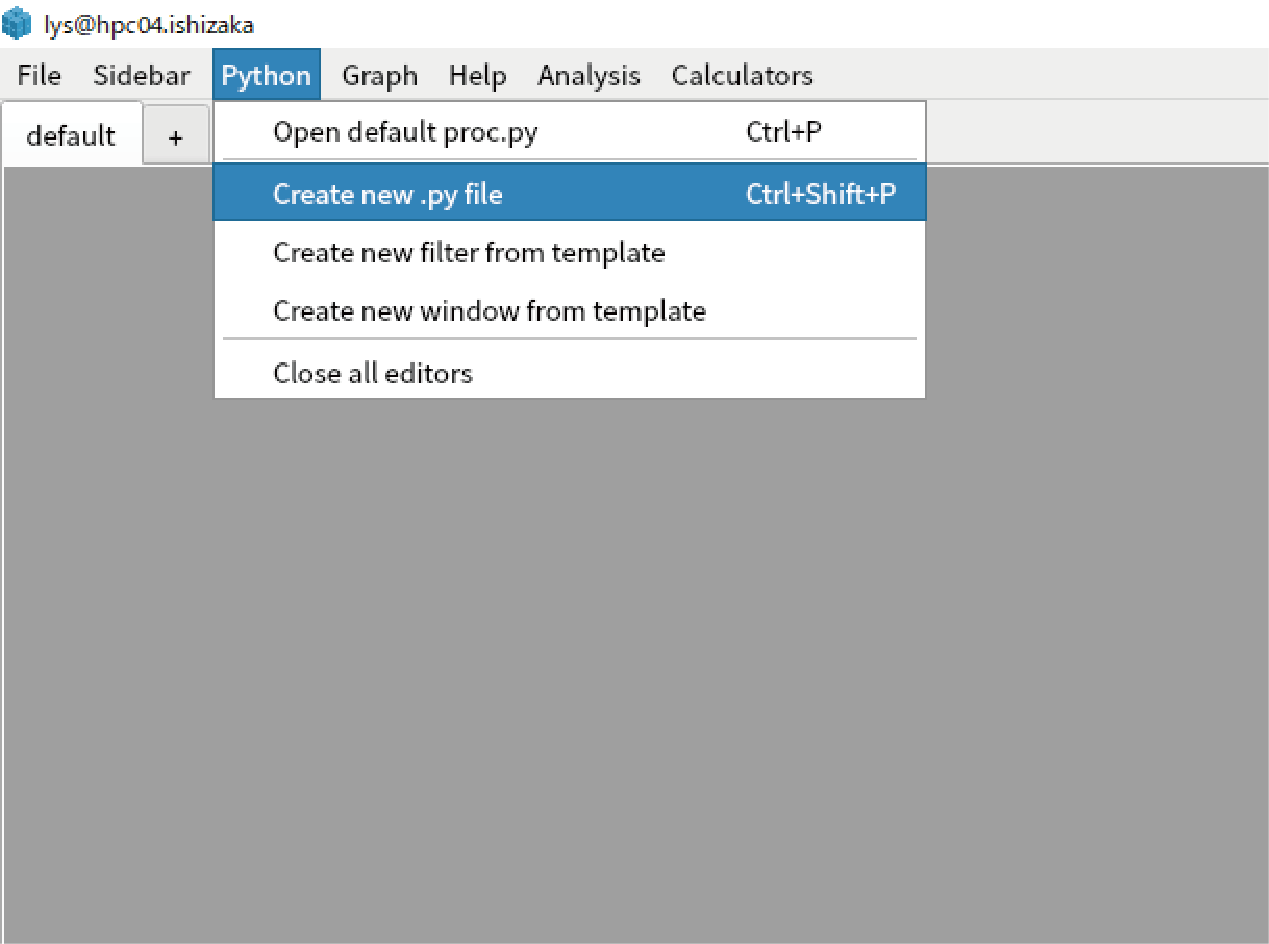 lys@hpc04.ishizaka
File Sidebar Python Graph Help Analysis Calculators
default +
Open default proc.py Ctrl+P
Create new .py file Ctrl+Shift+P
Create new filter from template
Create new window from template
Close all editors